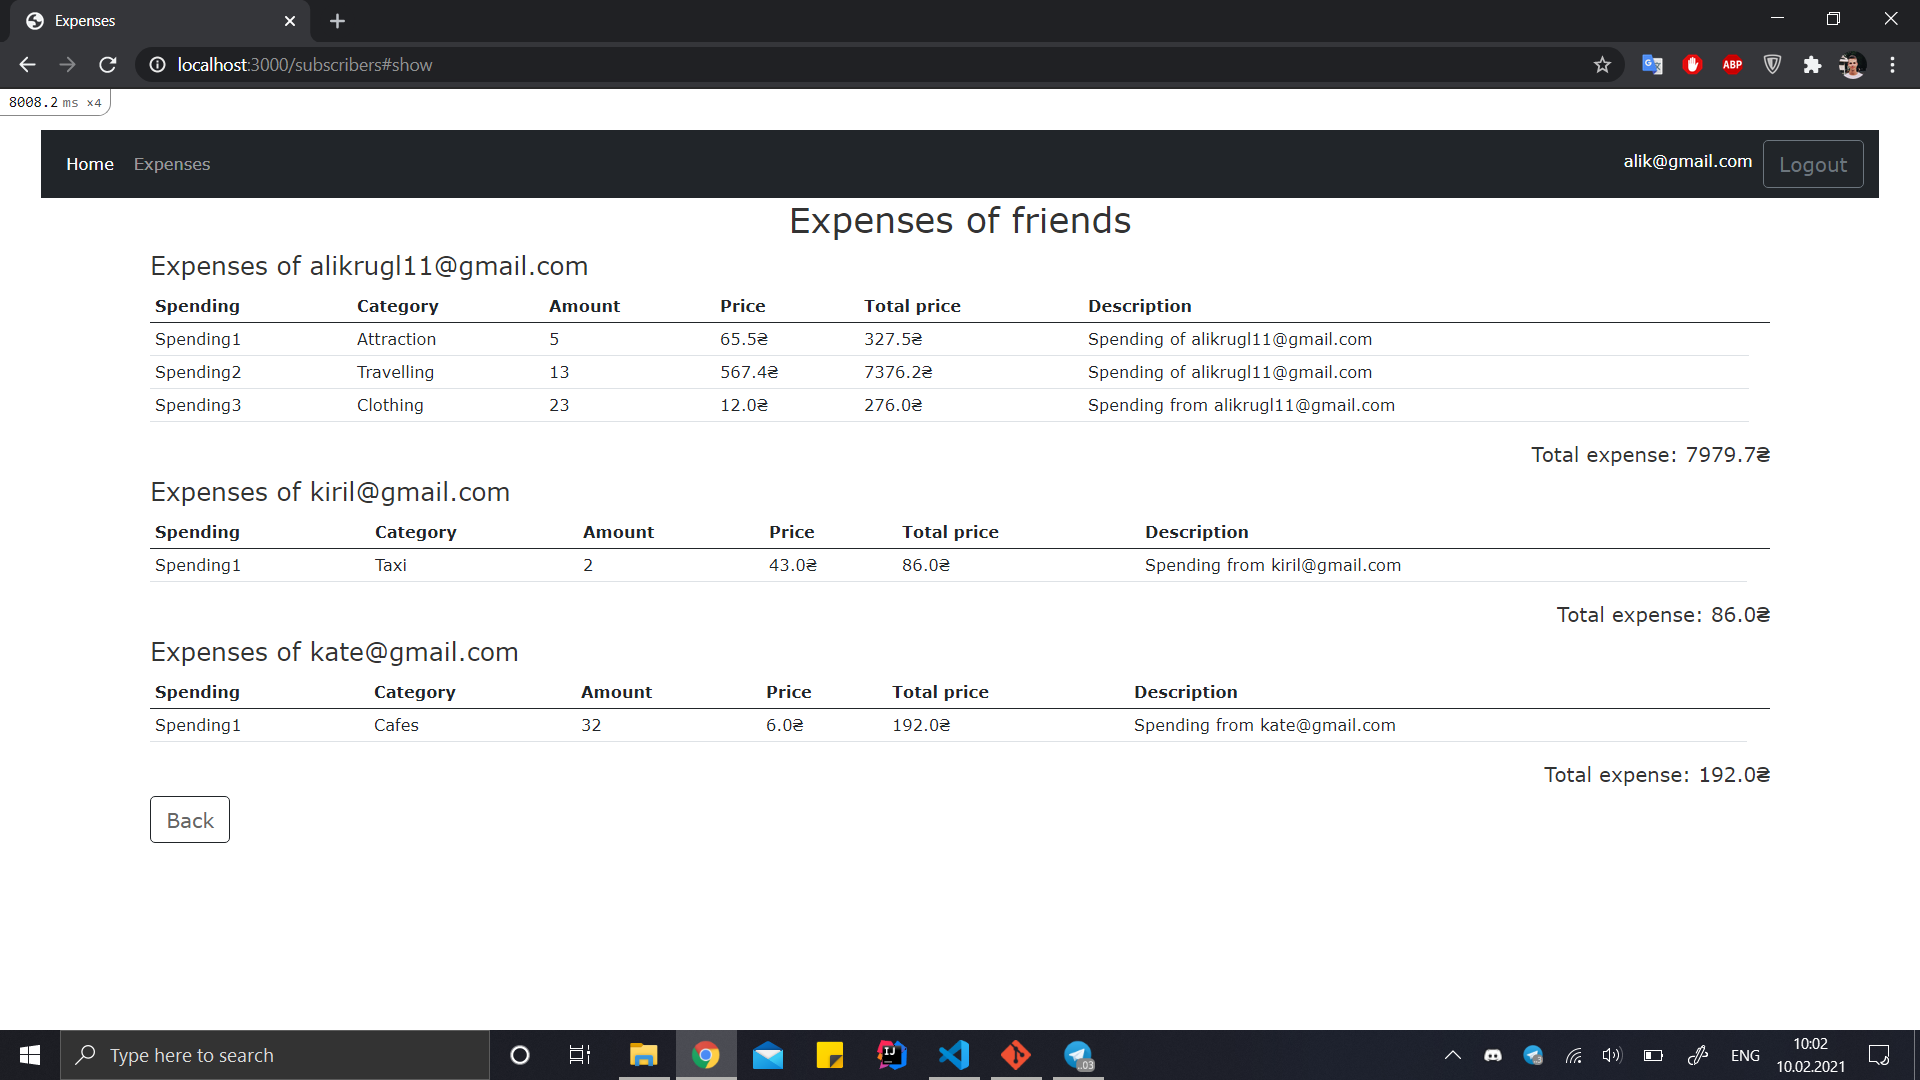 Expenses
localhost:3000/subscribers#show
ABP
8008.2 ms ×4
Home Expenses alik@gmail.com Logout
Expenses of friends
Expenses of alikrugl11@gmail.com
Spending Category Amount Price Total price Description
Spending1 Attraction 5 65.5₴ 327.5₴ Spending of alikrugl11@gmail.com
Spending2 Travelling 13 567.4₴ 7376.2₴ Spending of alikrugl11@gmail.com
Spending3 Clothing 23 12.0₴ 276.0₴ Spending from alikrugl11@gmail.com
Total expense: 7979.7₴
Expenses of kiril@gmail.com
Spending Category Amount Price Total price Description
Spending1 Taxi 2 43.0₴ 86.0₴ Spending from kiril@gmail.com
Total expense: 86.0₴
Expenses of kate@gmail.com
Spending Category Amount Price Total price Description
Spending1 Cafes 32 6.0₴ 192.0₴ Spending from kate@gmail.com
Total expense: 192.0₴
Back
Type here to search IJ ..03 ENG 10:02
10.02.2021